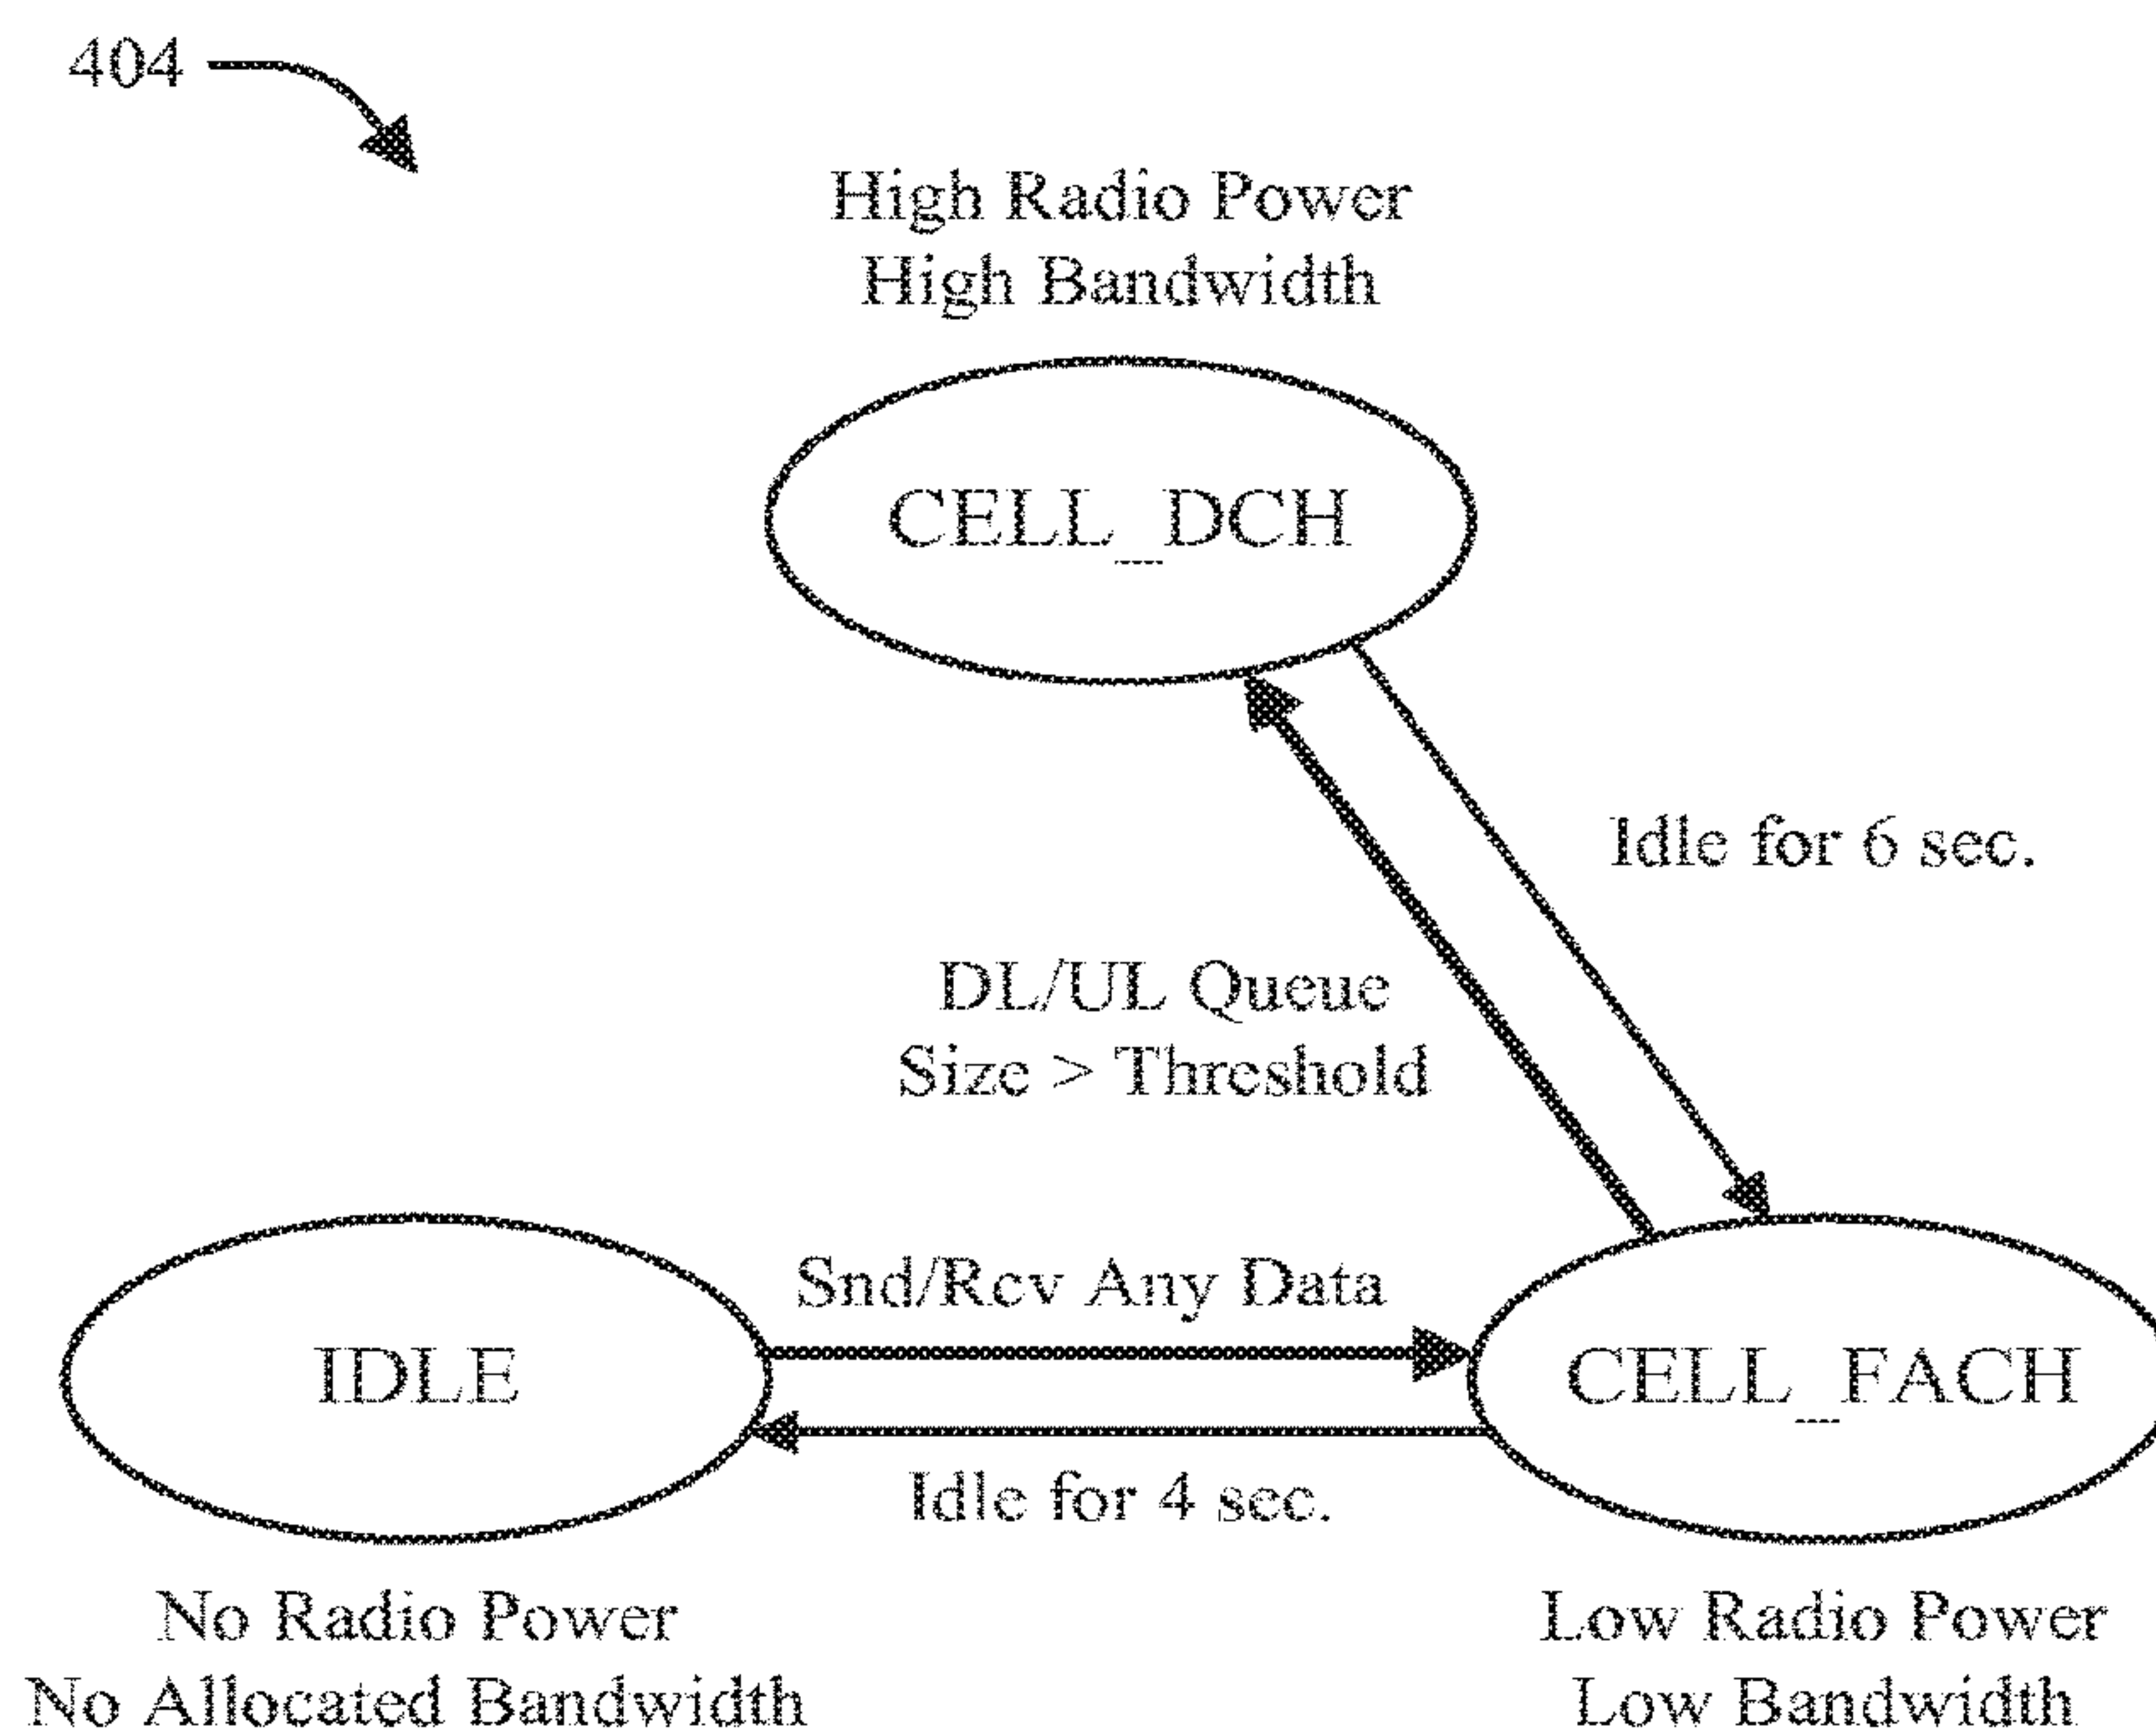 404
High Radio Power
High Bandwidth
CELL_DCH
Idle for 6 sec.
DL/UL Queue
Size > Threshold
Snd/Rcv Any Data
IDLE
CELL_FACH
Idle for 4 sec.
No Radio Power
No Allocated Bandwidth
Low Radio Power
Low Bandwidth